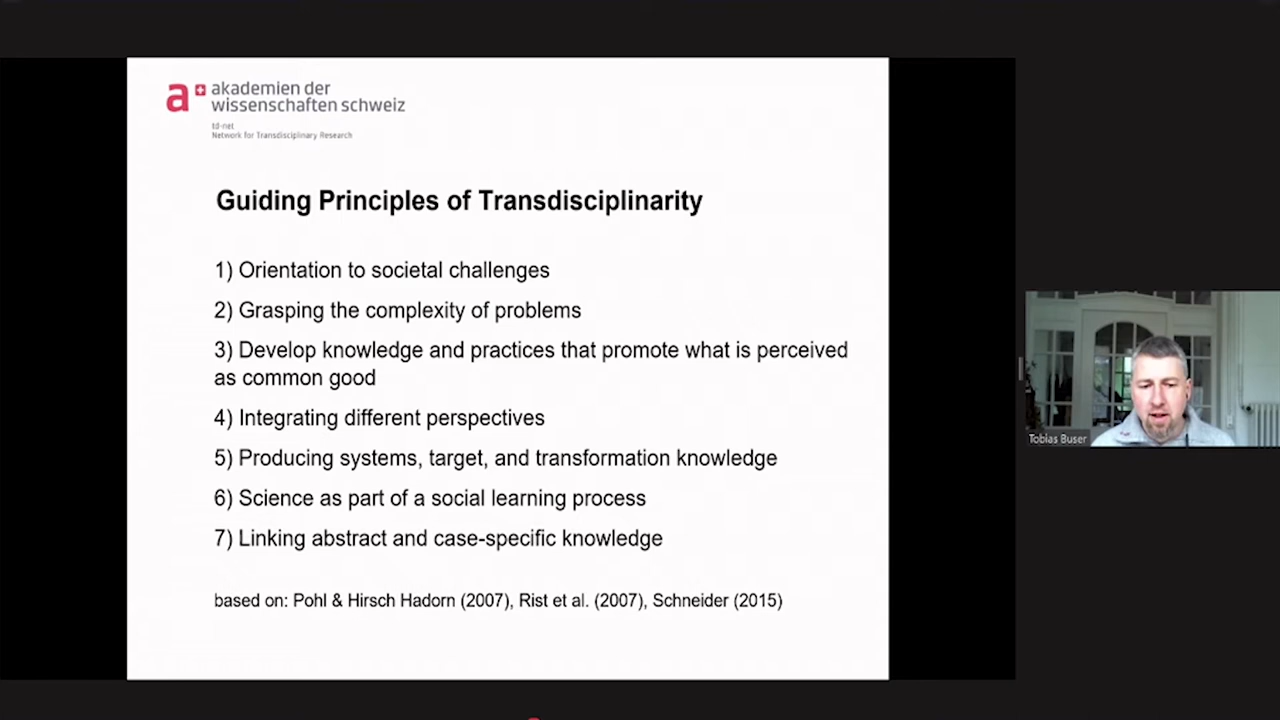 a+ akademien der
wissenschaften schweiz
td-net
Network for Transdisciplinary Research
Guiding Principles of Transdisciplinarity
1) Orientation to societal challenges
2) Grasping the complexity of problems
3) Develop knowledge and practices that promote what is perceived
as common good
4) Integrating different perspectives
5) Producing systems, target, and transformation knowledge
6) Science as part of a social learning process
7) Linking abstract and case-specific knowledge
based on: Pohl & Hirsch Hadorn (2007), Rist et al. (2007), Schneider (2015)
Tobias Buser